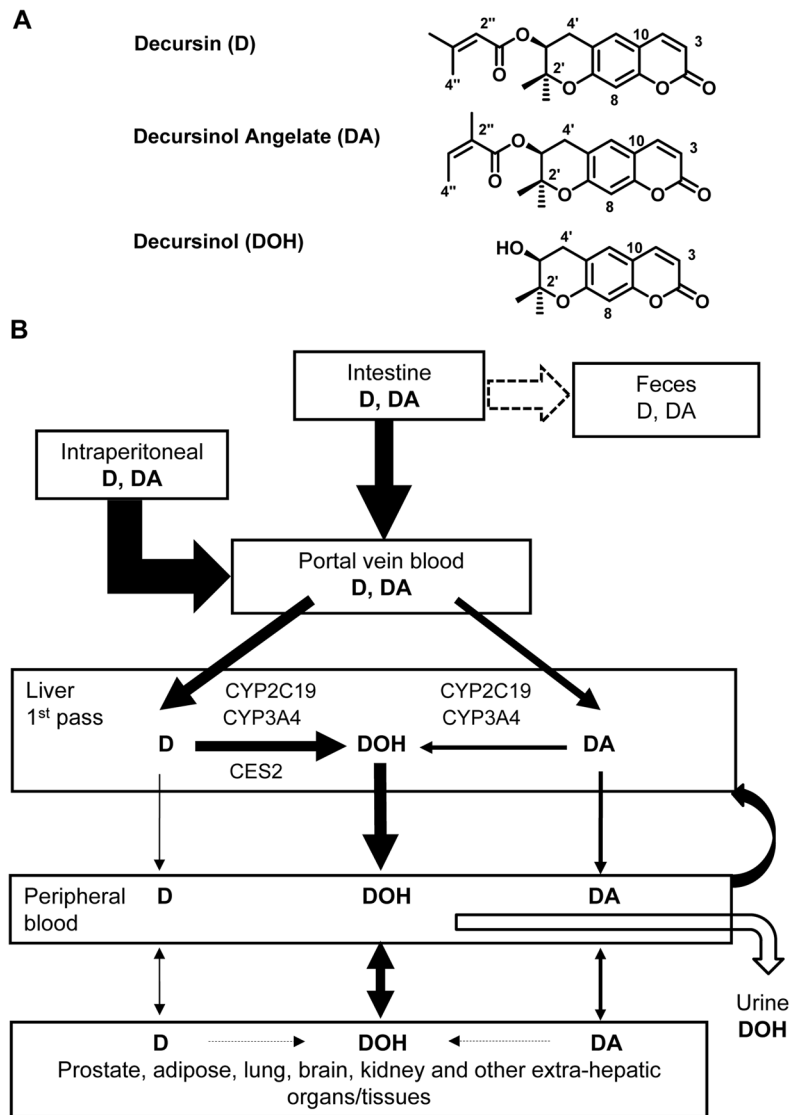 A
Decursin (D)
4''
2''
O
O
4'
2'
O
8
10
3
O
O
Decursinol Angelate (DA)
4''
2''
O
O
4'
2'
O
8
10
3
O
O
Decursinol (DOH)
HO
4'
2'
O
8
10
3
O
O
B
Intestine
D, DA
Feces
D, DA
Intraperitoneal
D, DA
Portal vein blood
D, DA
Liver
1st pass
CYP2C19
CYP3A4
CYP2C19
CYP3A4
D
DOH
DA
CES2
Peripheral
blood
D
DOH
DA
Urine
DOH
D
DOH
DA
Prostate, adipose, lung, brain, kidney and other extra-hepatic
organs/tissues